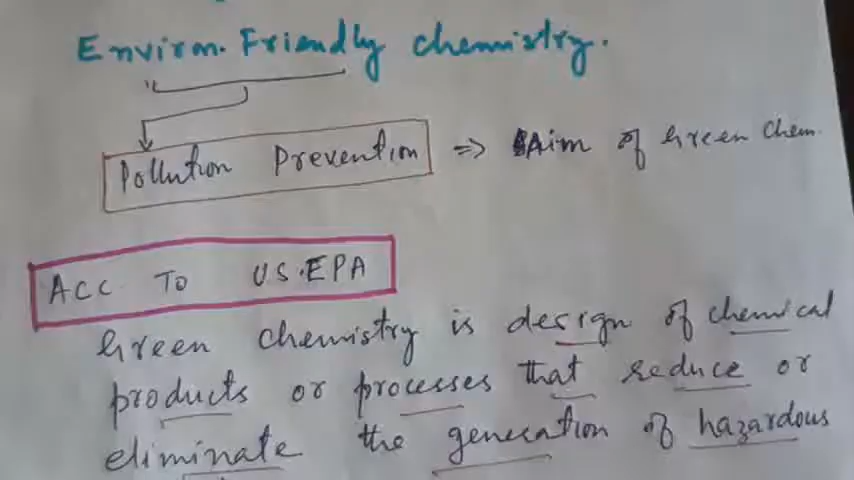 Environ. Friendly chemistry.
Pollution Prevention => Aim of Green Chem.
ACC TO US.EPA
Green chemistry is design of chemical
products or processes that reduce or
eliminate the generation of hazardous